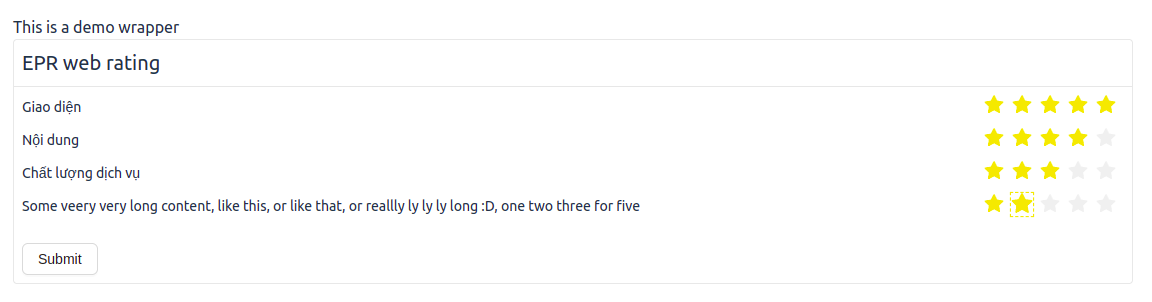 This is a demo wrapper
EPR web rating
Giao diện
Nội dung
Chất lượng dịch vụ
Some veery very long content, like this, or like that, or reallly ly ly ly long :D, one two three for five
Submit